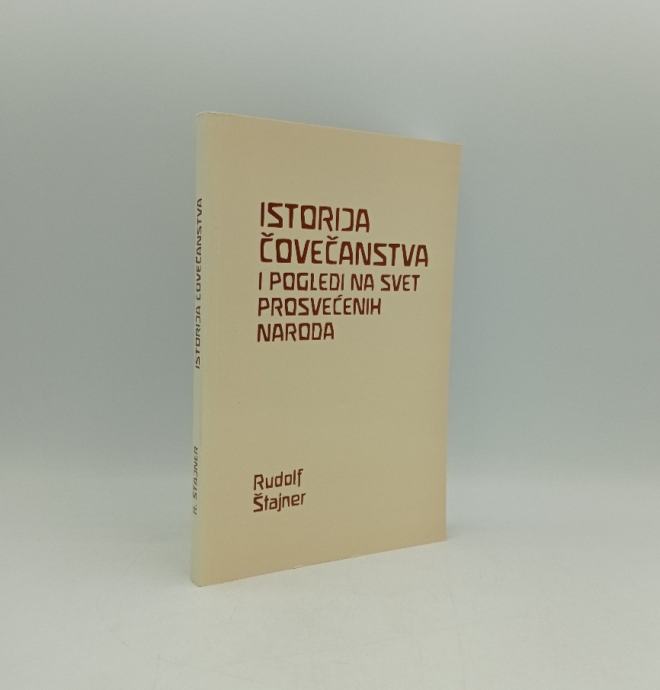 ISTORIJA
ČOVEČANSTVA
I POGLEDI NA SVET
PROSVEĆENIH
NARODA
Rudolf
Štajner
R. ŠTAJNER
ISTORIJA ČOVEČANSTVA